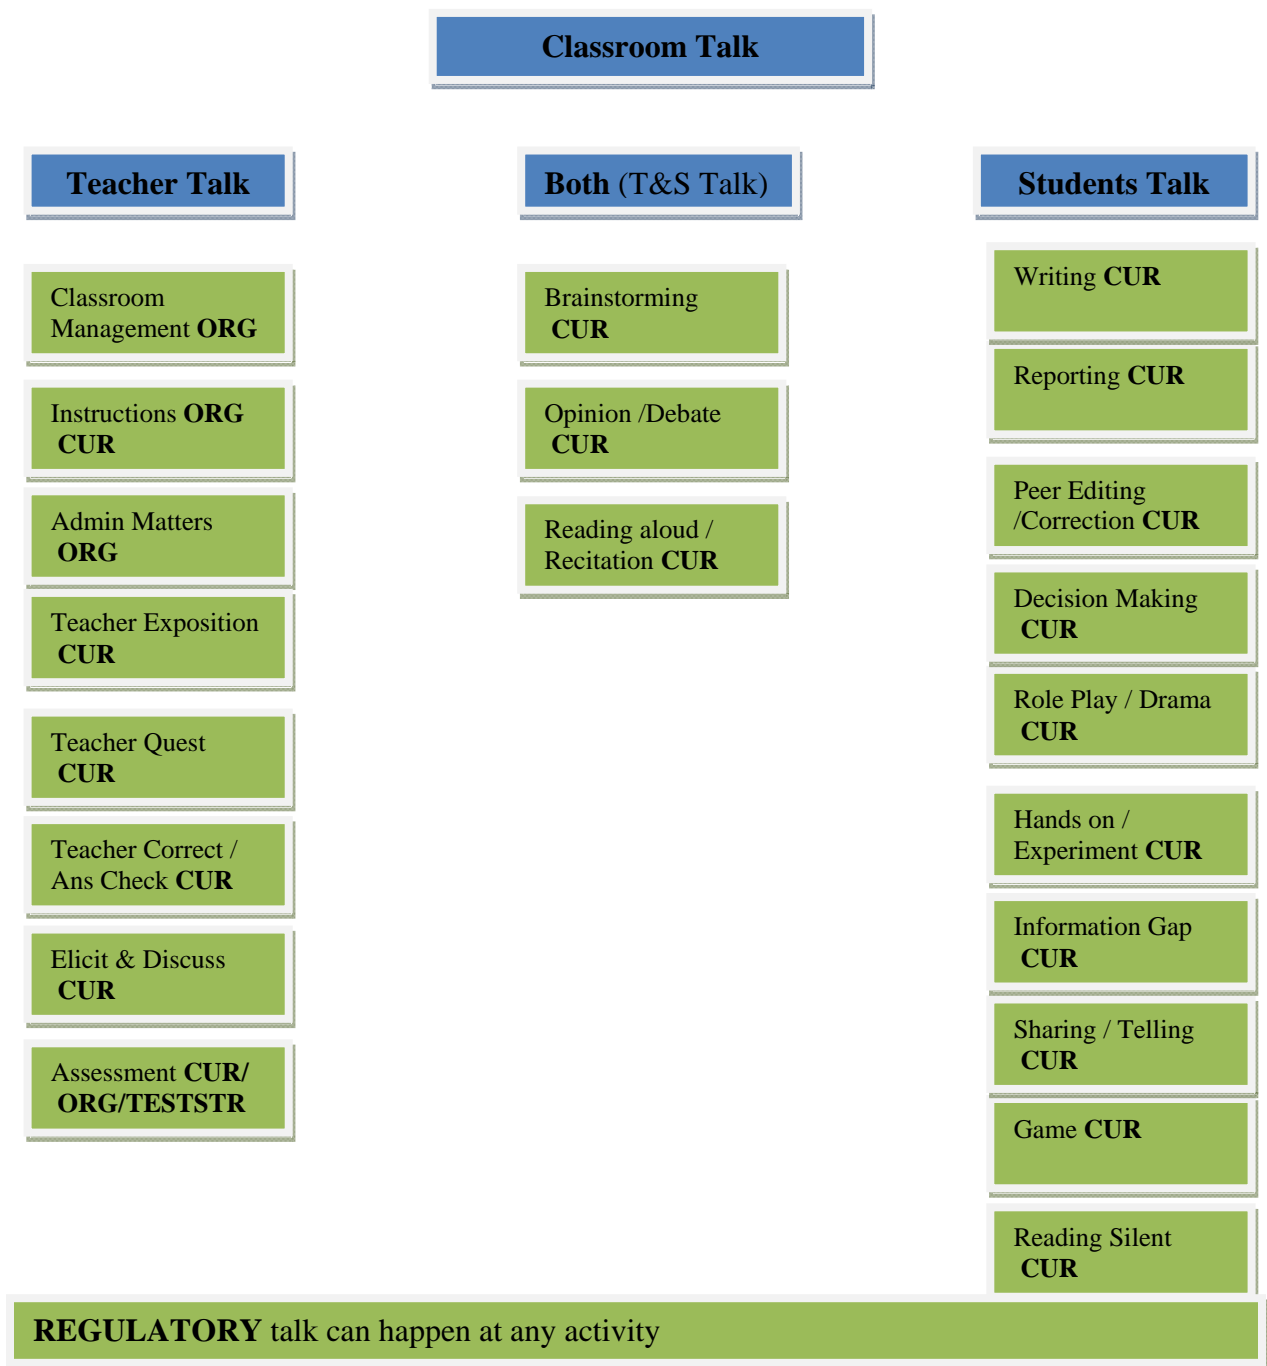 Classroom Talk
Teacher Talk
Classroom
Management ORG
Instructions ORG
CUR
Admin Matters
ORG
Teacher Exposition
CUR
Teacher Quest
CUR
Teacher Correct /
Ans Check CUR
Elicit & Discuss
CUR
Assessment CUR/
ORG/TESTSTR
Both (T&S Talk)
Brainstorming
CUR
Opinion /Debate
CUR
Reading aloud /
Recitation CUR
Students Talk
Writing CUR
Reporting CUR
Peer Editing
/Correction CUR
Decision Making
CUR
Role Play / Drama
CUR
Hands on /
Experiment CUR
Information Gap
CUR
Sharing / Telling
CUR
Game CUR
Reading Silent
CUR
REGULATORY talk can happen at any activity